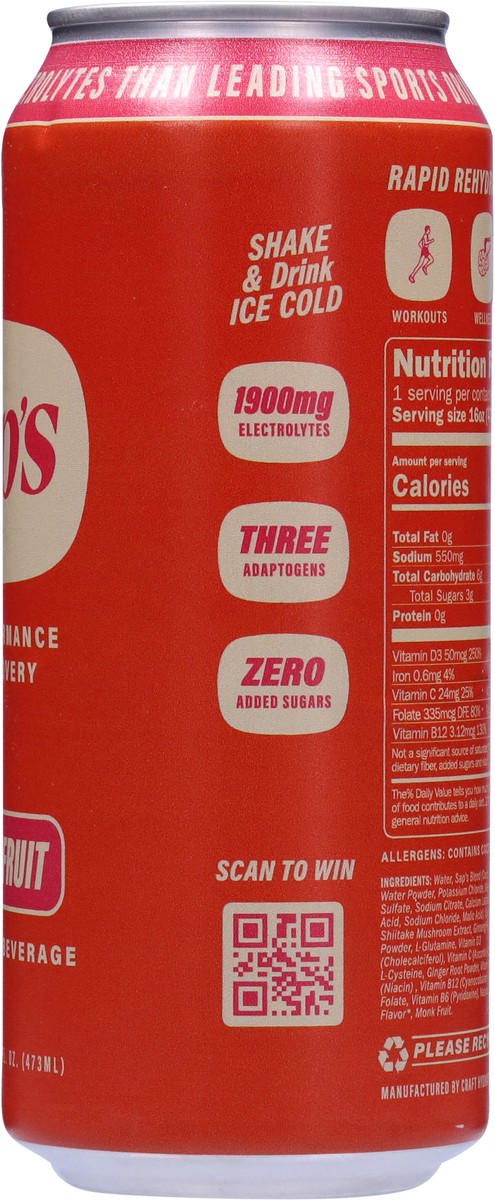 TROLYTES THAN LEADING SPORTS DR
RAPID REHYD
SHAKE
& Drink
ICE COLD
WORKOUTS
WELLNE
1900mg
ELECTROLYTES
THREE
ADAPTOGENS
ZERO
ADDED SUGARS
O'S
RMANCE
VERY
FRUIT
BEVERAGE
L. OZ. (473ML)
SCAN TO WIN
Nutrition
1 serving per conta
Serving size 16oz
Amount per serving
Calories
Total Fat 0g
Sodium 550mg
Total Carbohydrate 6g
Total Sugars 3g
Protein 0g
Vitamin D3 50mcg 250%
Iron 0.6mg 4%
Vitamin C 24mg 25%
Folate 335mcg DFE 80%
Vitamin B12 3.12mcg 130%
Not a significant source of
dietary fiber, added sugars and
The% Daily Value tells you how
of food contributes to a daily
general nutrition advice.
ALLERGENS: CONTAINS COC
INGREDIENTS: Water, Sap's Blend
Water Powder, Potassium Chloride,
Sulfate, Sodium Citrate, Calcium
Acid, Sodium Chloride, Malic Acid,
Shiitake Mushroom Extract,
Powder, L-Glutamine, Vitamin D3
(Cholecalciferol), Vitamin C
L-Cysteine, Ginger Root Powder,
(Niacin) , Vitamin B12
Folate, Vitamin B6
Flavor*, Monk Fruit.
PLEASE REC
MANUFACTURED BY CRAFT